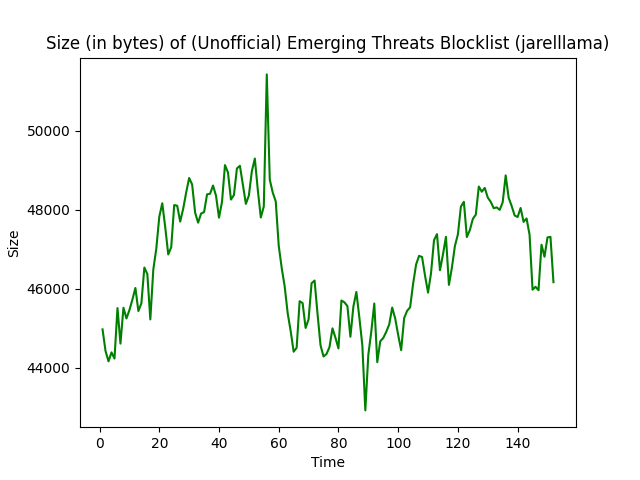 Size (in bytes) of (Unofficial) Emerging Threats Blocklist (jarelllama)
50000
48000
46000
44000
Size
0 20 40 60 80 100 120 140
Time